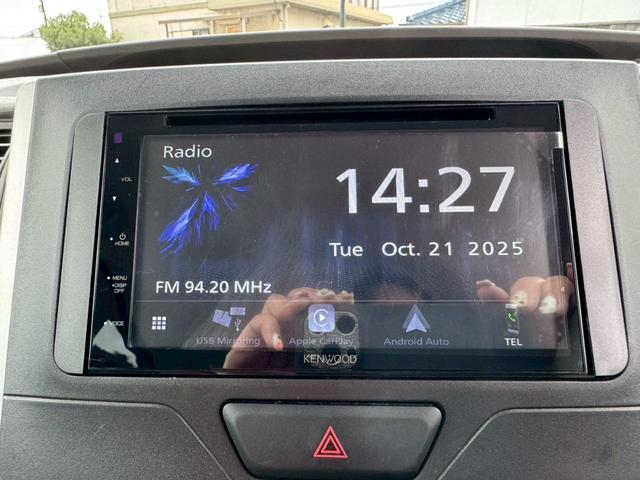 Radio
14:27
Tue Oct. 21 2025
FM 94.20 MHz
VOL
HOME
MENU
DISP
OFF
VOICE
USB Mirroring
Apple CarPlay
Android Auto
TEL
KENWOOD